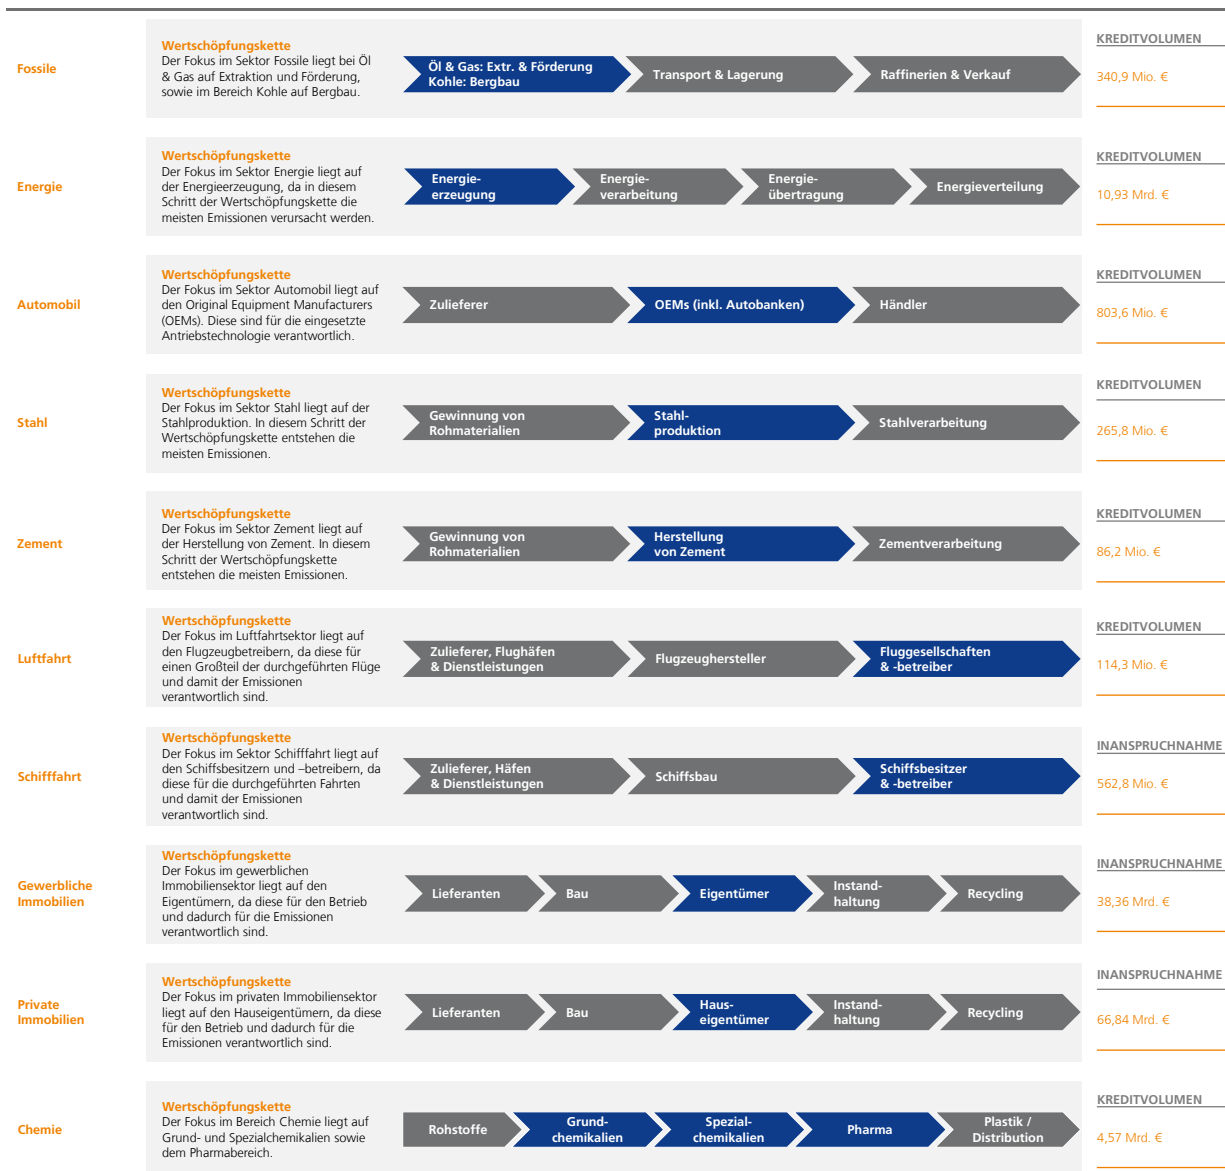 Fossile
Wertschöpfungskette
Der Fokus im Sektor Fossile liegt bei Öl
& Gas auf Extraktion und Förderung,
sowie im Bereich Kohle auf Bergbau.
Öl & Gas: Extr. & Förderung
Kohle: Bergbau
Transport & Lagerung
Raffinerien & Verkauf
KREDITVOLUMEN
340,9 Mio. €
Energie
Wertschöpfungskette
Der Fokus im Sektor Energie liegt auf
der Energieerzeugung, da in diesem
Schritt der Wertschöpfungskette die
meisten Emissionen verursacht werden.
Energie-
erzeugung
Energie-
verarbeitung
Energie-
übertragung
Energieverteilung
KREDITVOLUMEN
10,93 Mrd. €
Automobil
Wertschöpfungskette
Der Fokus im Sektor Automobil liegt auf
den Original Equipment Manufacturers
(OEMs). Diese sind für die eingesetzte
Antriebstechnologie verantwortlich.
Zulieferer
OEMs (inkl. Autobanken)
Händler
KREDITVOLUMEN
803,6 Mio. €
Stahl
Wertschöpfungskette
Der Fokus im Sektor Stahl liegt auf der
Stahlproduktion. In diesem Schritt der
Wertschöpfungskette entstehen die
meisten Emissionen.
Gewinnung von
Rohmaterialien
Stahl-
produktion
Stahlverarbeitung
KREDITVOLUMEN
265,8 Mio. €
Zement
Wertschöpfungskette
Der Fokus im Sektor Zement liegt auf
der Herstellung von Zement. In diesem
Schritt der Wertschöpfungskette
entstehen die meisten Emissionen.
Gewinnung von
Rohmaterialien
Herstellung
von Zement
Zementverarbeitung
KREDITVOLUMEN
86,2 Mio. €
Luftfahrt
Wertschöpfungskette
Der Fokus im Luftfahrtsektor liegt auf
den Flugzeugbetreibern, da diese für
einen Großteil der durchgeführten Flüge
und damit der Emissionen
verantwortlich sind.
Zulieferer, Flughäfen
& Dienstleistungen
Flugzeughersteller
Fluggesellschaften
& -betreiber
KREDITVOLUMEN
114,3 Mio. €
Schifffahrt
Wertschöpfungskette
Der Fokus im Sektor Schifffahrt liegt auf
den Schiffsbesitzern und –betreibern, da
diese für die durchgeführten Fahrten
und damit der Emissionen
verantwortlich sind.
Zulieferer, Häfen
& Dienstleistungen
Schiffsbau
Schiffsbesitzer
& -betreiber
INANSPRUCHNAHME
562,8 Mio. €
Gewerbliche
Immobilien
Wertschöpfungskette
Der Fokus im gewerblichen
Immobiliensektor liegt auf den
Eigentümern, da diese für den Betrieb
und dadurch für die Emissionen
verantwortlich sind.
Lieferanten
Bau
Eigentümer
Instand-
haltung
Recycling
INANSPRUCHNAHME
38,36 Mrd. €
Private
Immobilien
Wertschöpfungskette
Der Fokus im privaten Immobiliensektor
liegt auf den Hauseigentümern, da diese
für den Betrieb und dadurch für die
Emissionen verantwortlich sind.
Lieferanten
Bau
Haus-
eigentümer
Instand-
haltung
Recycling
INANSPRUCHNAHME
66,84 Mrd. €
Chemie
Wertschöpfungskette
Der Fokus im Bereich Chemie liegt auf
Grund- und Spezialchemikalien sowie
dem Pharmabereich.
Rohstoffe
Grund-
chemikalien
Spezial-
chemikalien
Pharma
Plastik /
Distribution
KREDITVOLUMEN
4,57 Mrd. €